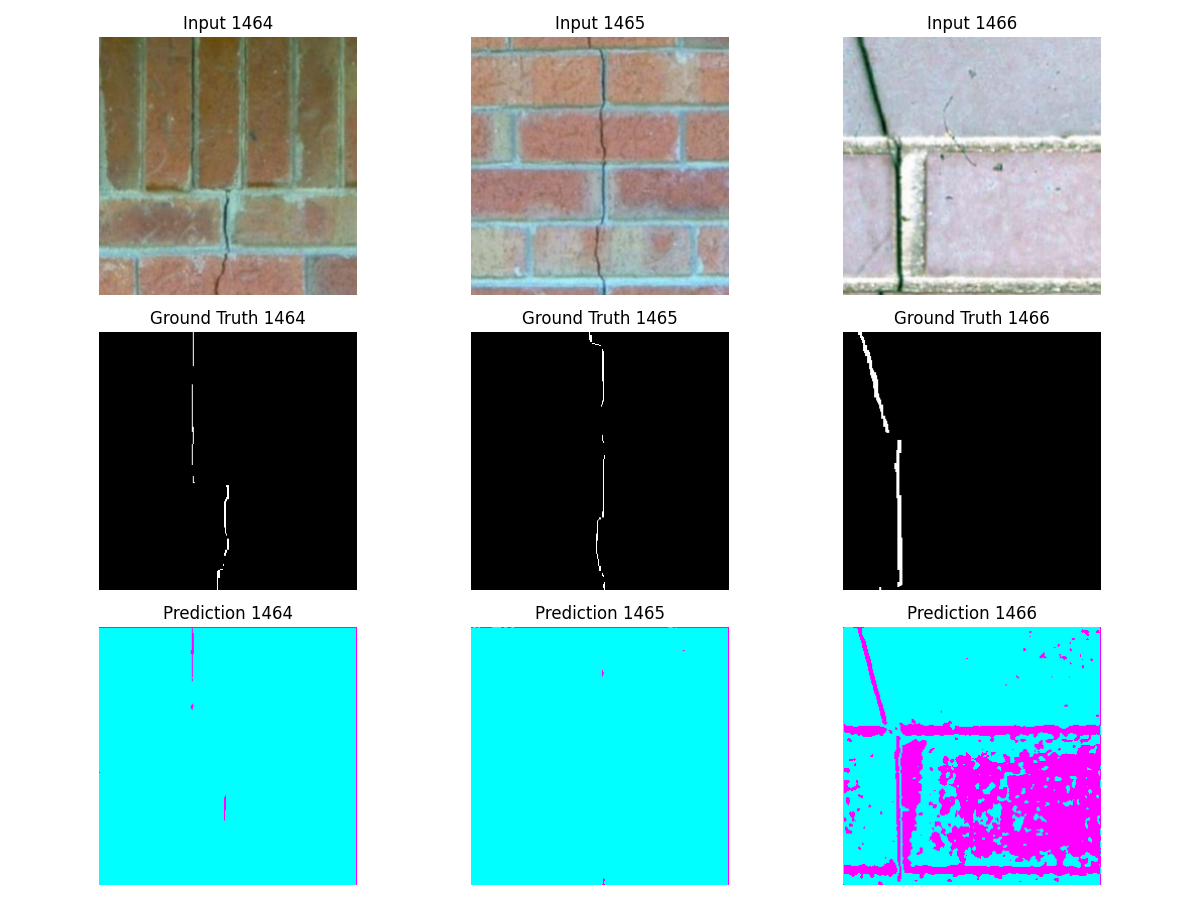 Input 1464
Input 1465
Input 1466
Ground Truth 1464
Ground Truth 1465
Ground Truth 1466
Prediction 1464
Prediction 1465
Prediction 1466